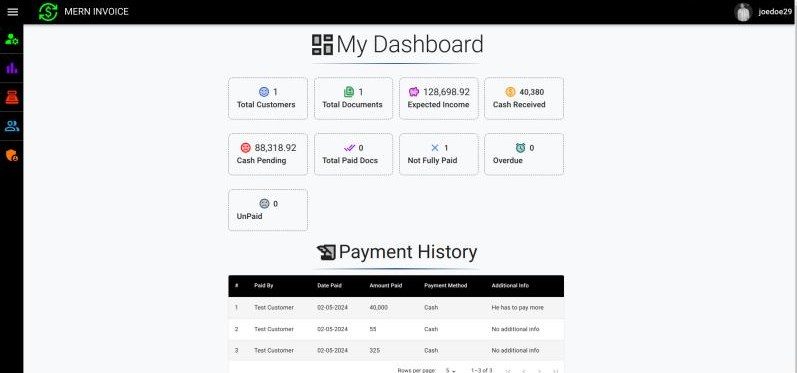 MERN INVOICE
joedoe29
My Dashboard
1
Total Customers
1
Total Documents
128,698.92
Expected Income
40,380
Cash Received
88,318.92
Cash Pending
0
Total Paid Docs
1
Not Fully Paid
0
Overdue
0
UnPaid
Payment History
# Paid By Date Paid Amount Paid Payment Method Additional Info
1 Test Customer 02-05-2024 40,000 Cash He has to pay more
2 Test Customer 02-05-2024 55 Cash No additional info
3 Test Customer 02-05-2024 325 Cash No additional info
Rows per page: 5 1–3 of 3